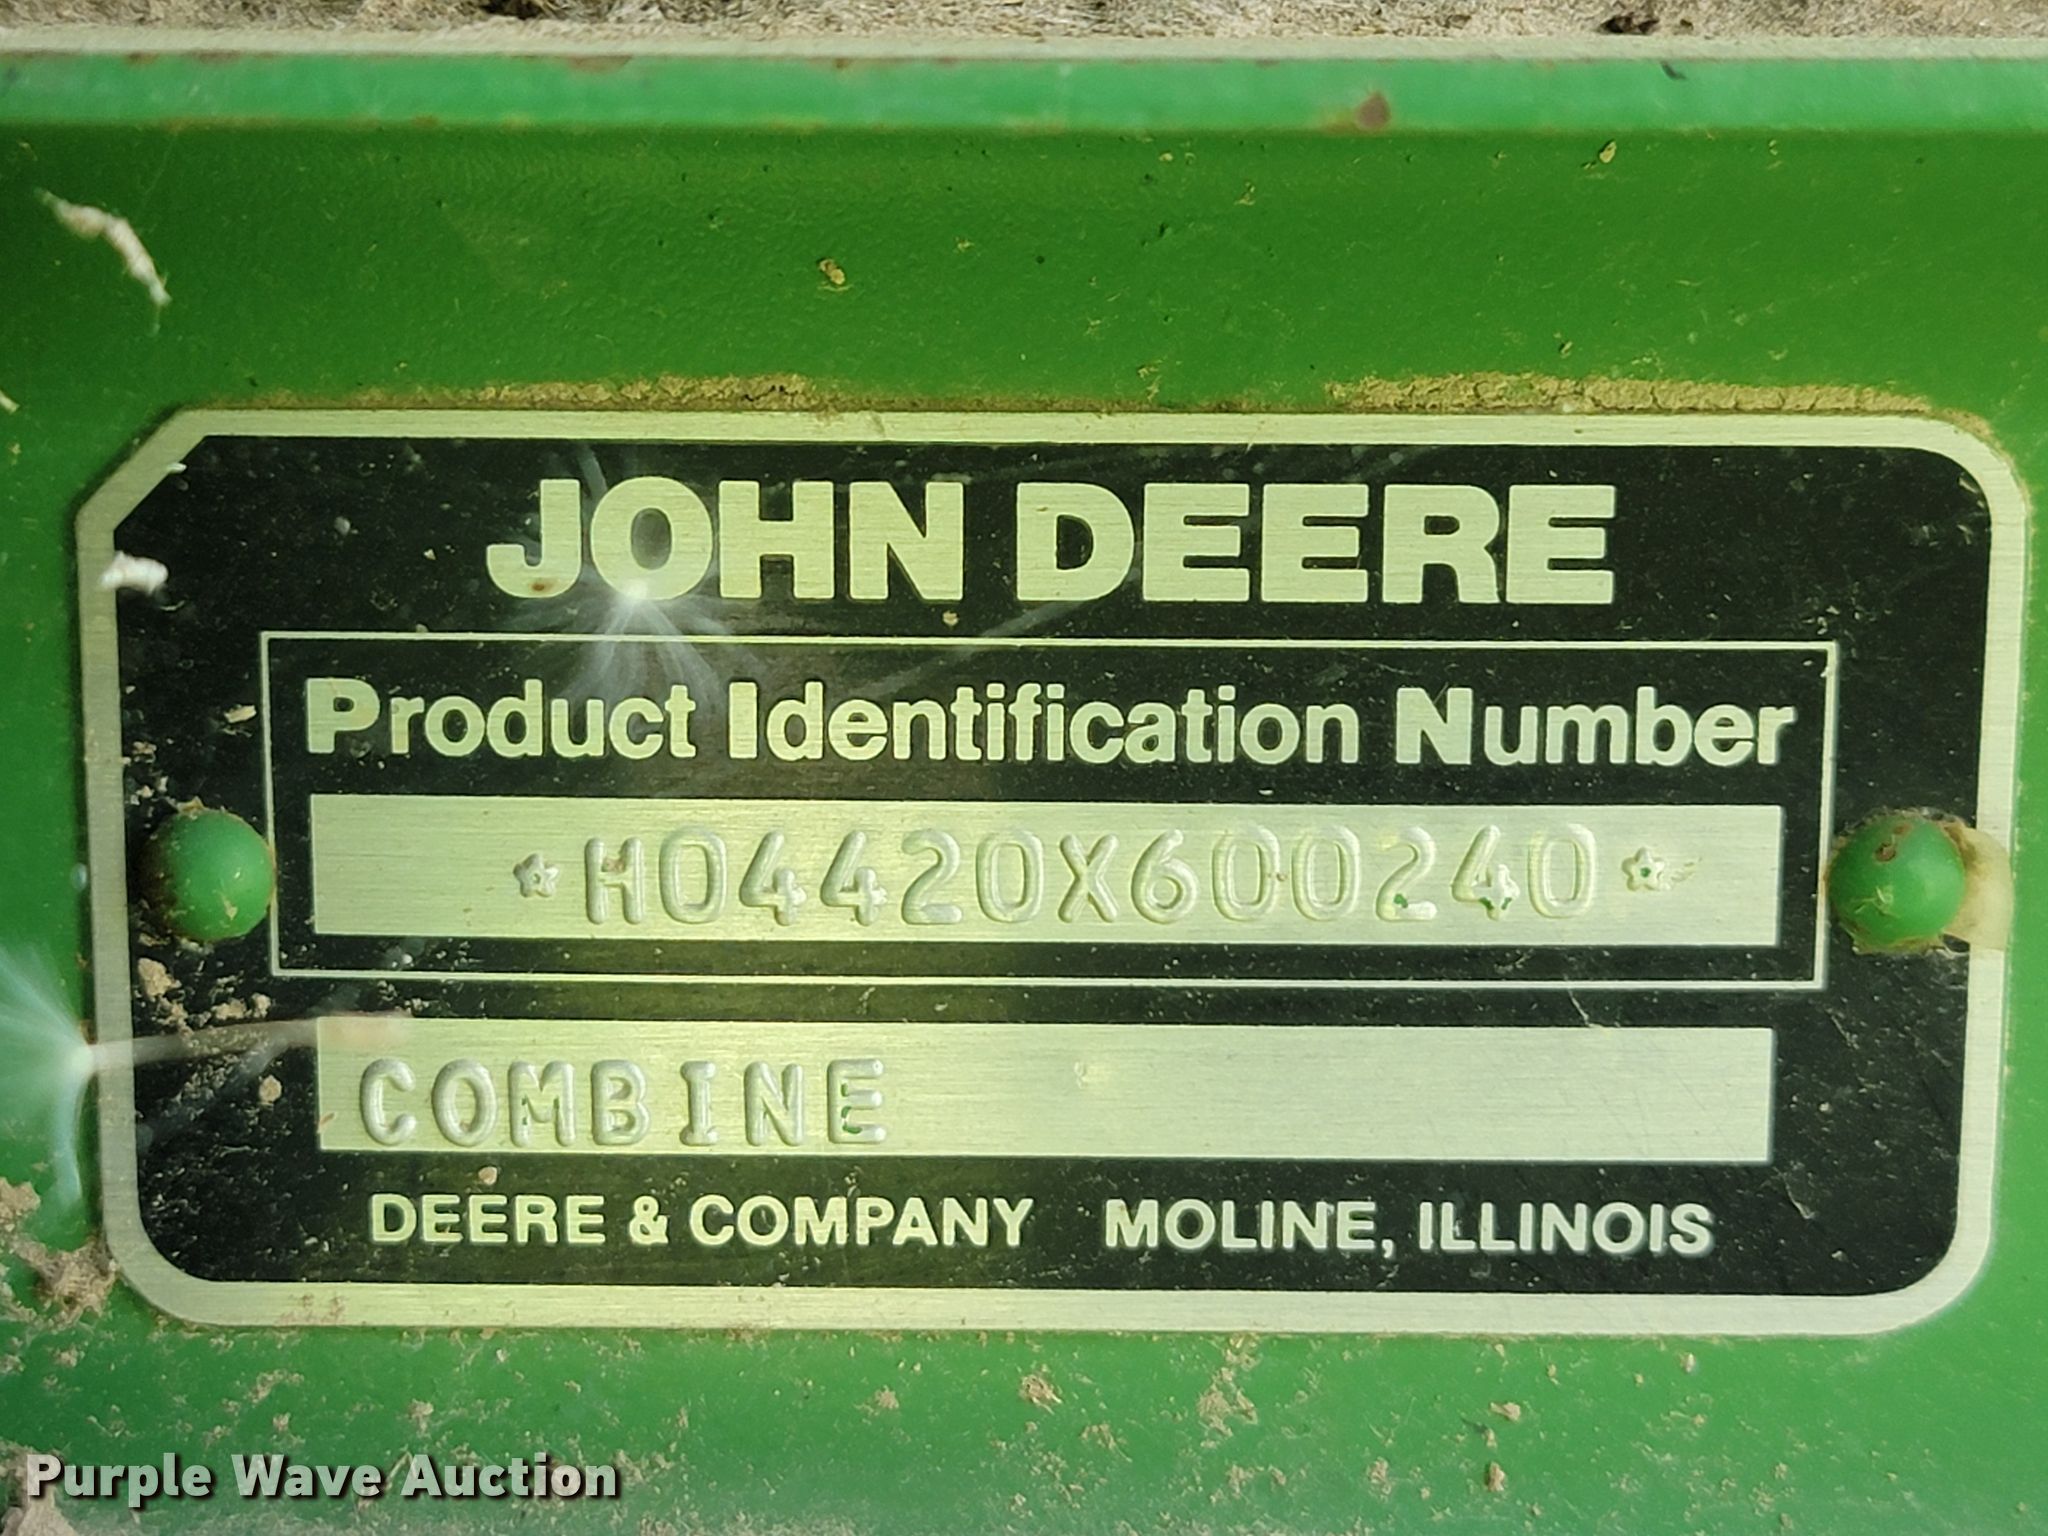 JOHN DEERE
Product Identification Number
*H04420X600240*
COMBINE
DEERE & COMPANY MOLINE, ILLINOIS
Purple Wave Auction